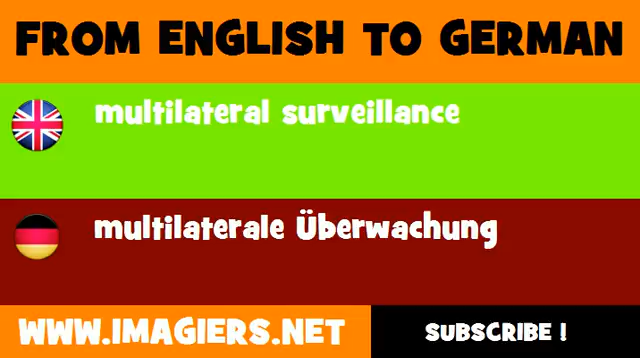 FROM ENGLISH TO GERMAN
multilateral surveillance
multilaterale Überwachung
WWW.IMAGIERS.NET
SUBSCRIBE !